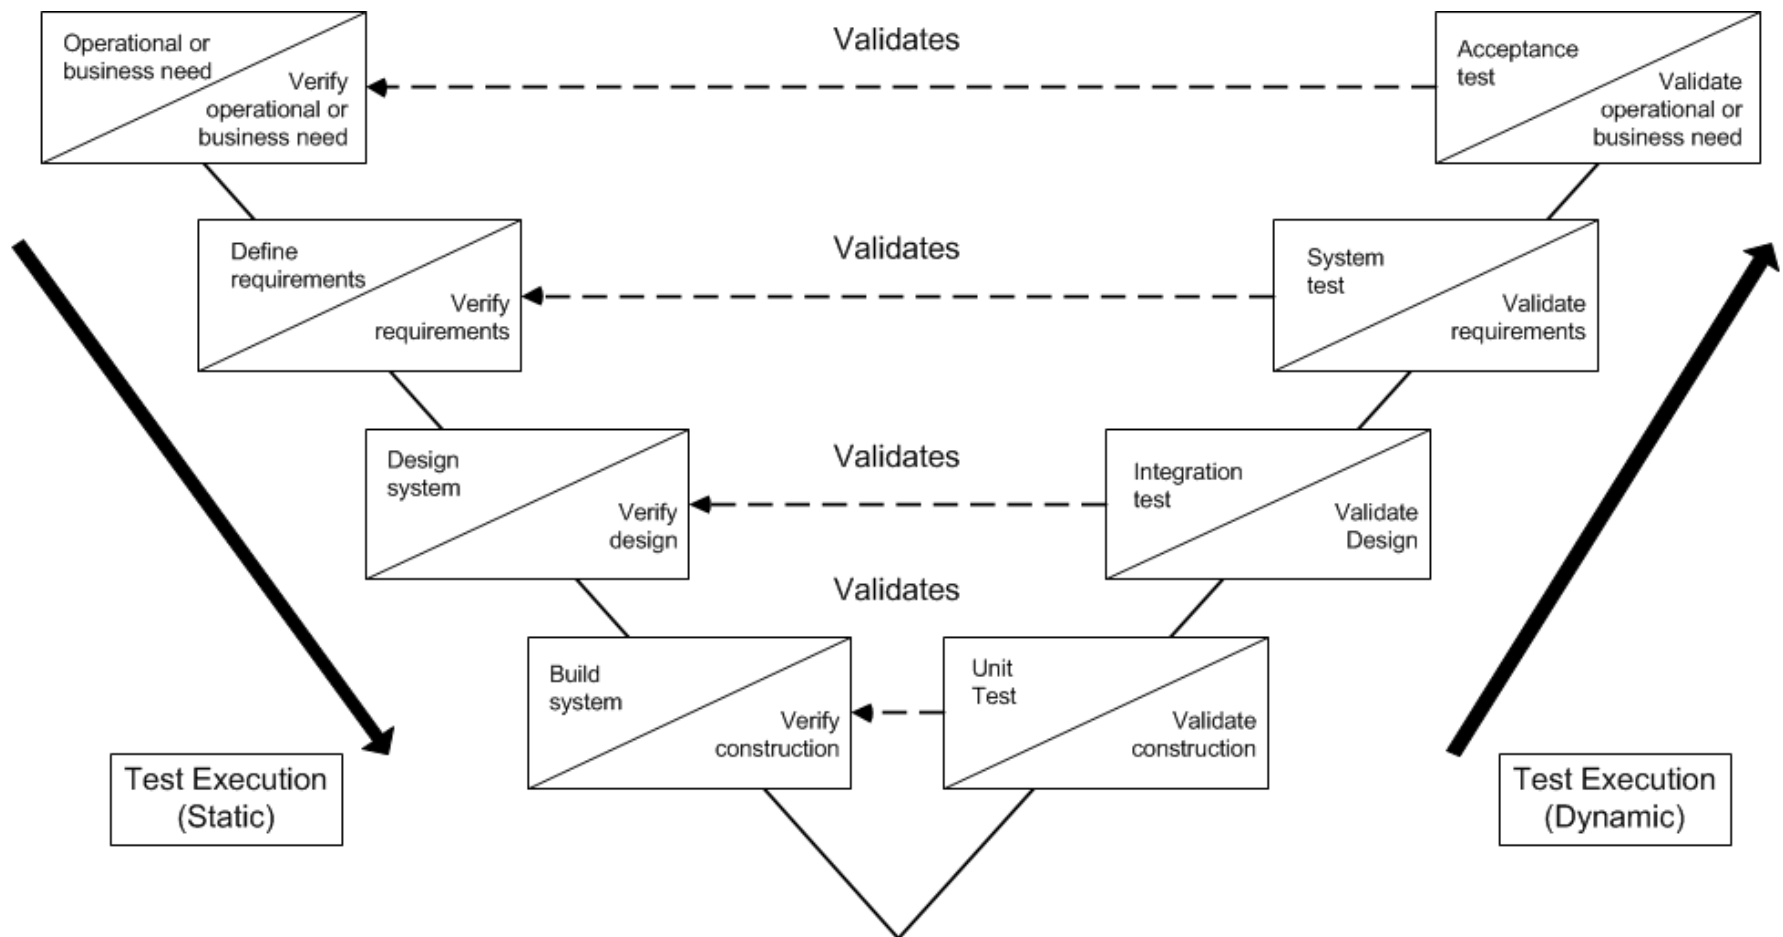 Operational or
business need
Verify
operational or
business need
Validates
Acceptance
test
Validate
operational or
business need
Define
requirements
Verify
requirements
Validates
System
test
Validate
requirements
Design
system
Verify
design
Validates
Integration
test
Validate
Design
Validates
Build
system
Verify
construction
Unit
Test
Validate
construction
Test Execution
(Static)
Test Execution
(Dynamic)